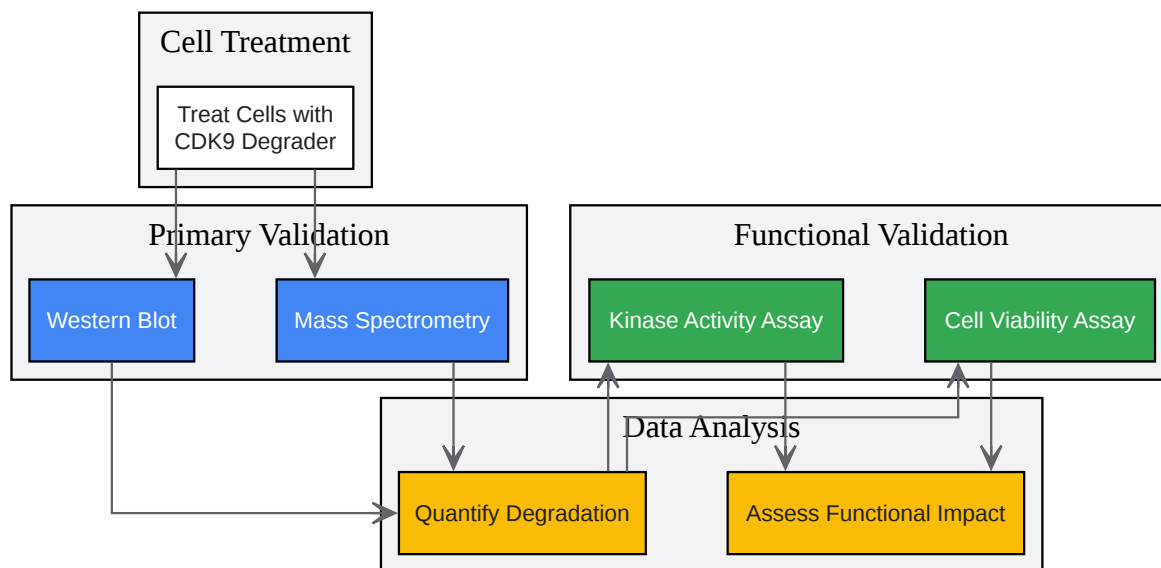 Cell Treatment
Treat Cells with
CDK9 Degrader
Primary Validation
Functional Validation
Western Blot
Mass Spectrometry
Kinase Activity Assay
Cell Viability Assay
Data Analysis
Quantify Degradation
Assess Functional Impact